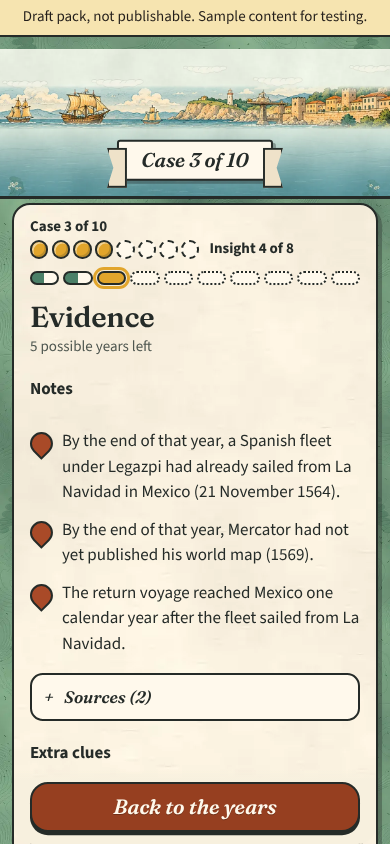 Draft pack, not publishable. Sample content for testing.
Case 3 of 10
Case 3 of 10
Insight 4 of 8
Evidence
5 possible years left
Notes
By the end of that year, a Spanish fleet
under Legazpi had already sailed from La
Navidad in Mexico (21 November 1564).
By the end of that year, Mercator had not
yet published his world map (1569).
The return voyage reached Mexico one
calendar year after the fleet sailed from La
Navidad.
+ Sources (2)
Extra clues
Back to the years